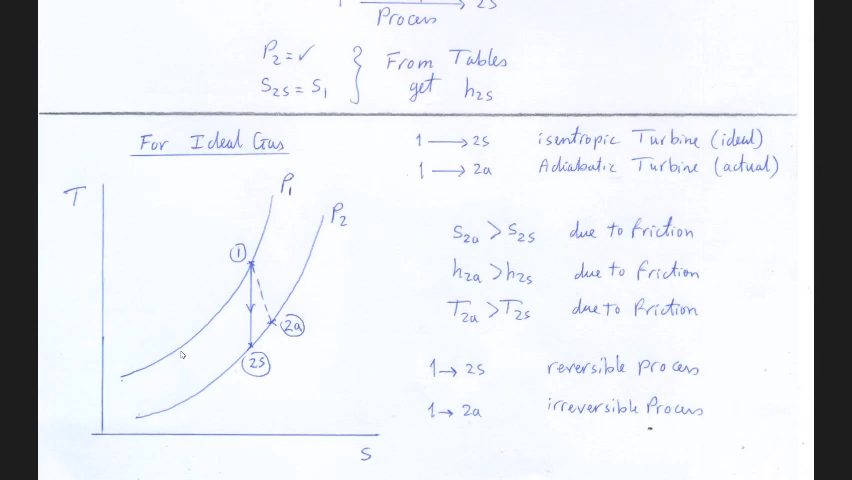 1 ⟶ 2s
Process
P2 = ✓
S2s = S1
From Tables
get h2s
For Ideal Gas
1 ⟶ 2s isentropic Turbine (ideal)
1 ⟶ 2a Adiabatic Turbine (actual)
T
P1
P2
1
2a
2s
S
S2a > S2s due to friction
h2a > h2s due to friction
T2a > T2s due to friction
1 → 2s reversible process
1 → 2a irreversible Process